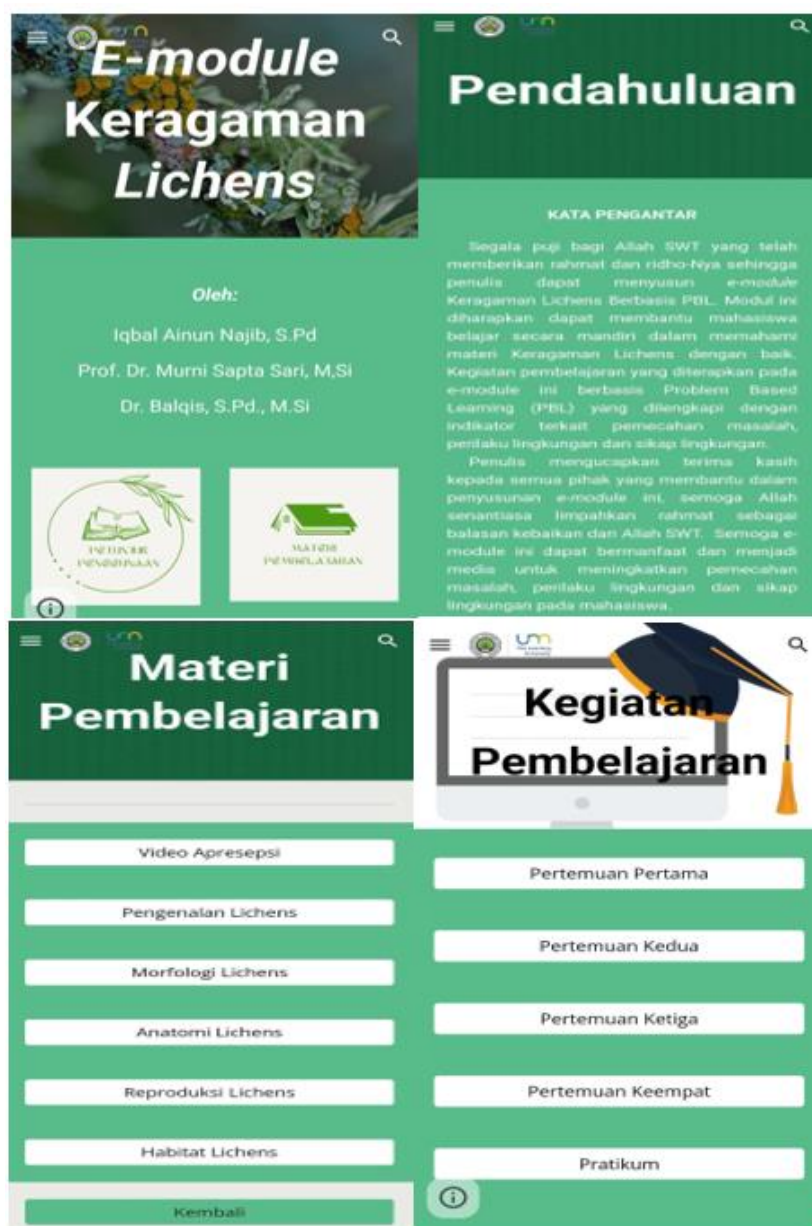 E-module
Keragaman
Lichens
Oleh:
Iqbal Ainun Najib, S.Pd
Prof. Dr. Murni Sapta Sari, M,Si
Dr. Balqis, S.Pd., M.Si
PETUNJUK
PENGGUNAAN
MATERI
PEMBELAJARAN
Pendahuluan
KATA PENGANTAR
Segala puji bagi Allah SWT yang telah
memberikan rahmat dan ridho-Nya sehingga
penulis dapat menyusun e-module
Keragaman Lichens Berbasis PBL. Modul ini
diharapkan dapat membantu mahasiswa
belajar secara mandiri dalam memahami
materi Keragaman Lichens dengan baik.
Kegiatan pembelajaran yang diterapkan pada
e-module ini berbasis Problem Based
Learning (PBL) yang dilengkapi dengan
indikator terkait pemecahan masalah,
perilaku lingkungan dan sikap lingkungan.
Penulis mengucapkan terima kasih
kepada semua pihak yang membantu dalam
penyusunan e-module ini, semoga Allah
senantiasa limpahkan rahmat sebagai
balasan kebaikan dari Allah SWT. Semoga e-
module ini dapat bermanfaat dan menjadi
media untuk meningkatkan pemecahan
masalah, perilaku lingkungan dan sikap
lingkungan pada mahasiswa.
Materi
Pembelajaran
Video Apresepsi
Pengenalan Lichens
Morfologi Lichens
Anatomi Lichens
Reproduksi Lichens
Habitat Lichens
Kembali
um
Kegiatan
Pembelajaran
Pertemuan Pertama
Pertemuan Kedua
Pertemuan Ketiga
Pertemuan Keempat
Pratikum